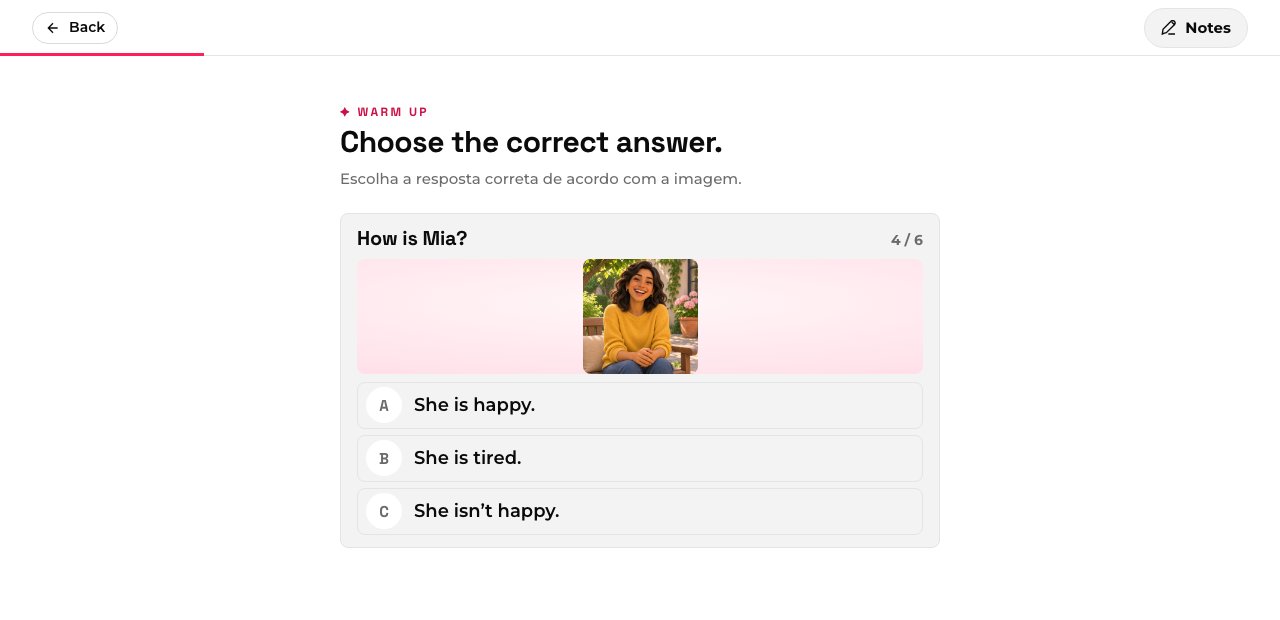 Back
Notes
WARM UP
Choose the correct answer.
Escolha a resposta correta de acordo com a imagem.
How is Mia?
4 / 6
A
She is happy.
B
She is tired.
C
She isn’t happy.